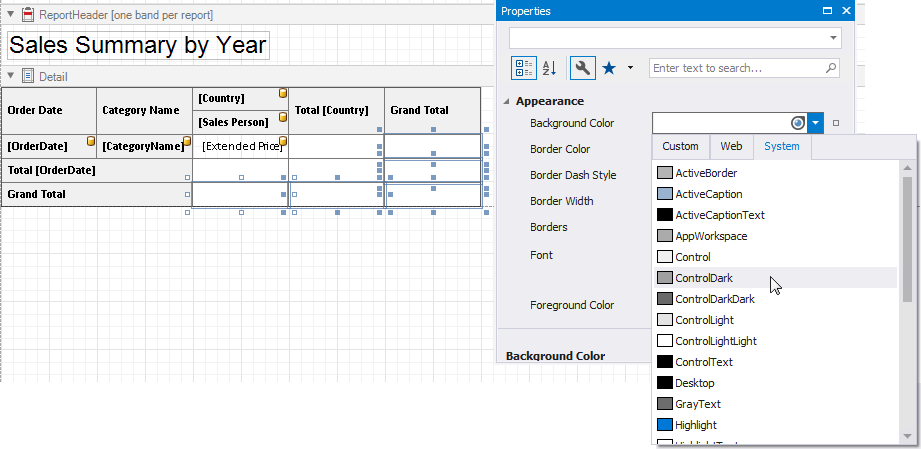 ReportHeader [one band per report]
Sales Summary by Year
Detail
Order Date
Category Name
[Country]
[Sales Person]
Total [Country]
Grand Total
[OrderDate]
[CategoryName]
[Extended Price]
Total [OrderDate]
Grand Total
Properties
A
Z
Enter text to search...
Appearance
Background Color
Border Color
Border Dash Style
Border Width
Borders
Font
Foreground Color
Background Color
Custom Web System
ActiveBorder
ActiveCaption
ActiveCaptionText
AppWorkspace
Control
ControlDark
ControlDarkDark
ControlLight
ControlLightLight
ControlText
Desktop
GrayText
Highlight
HighlightText